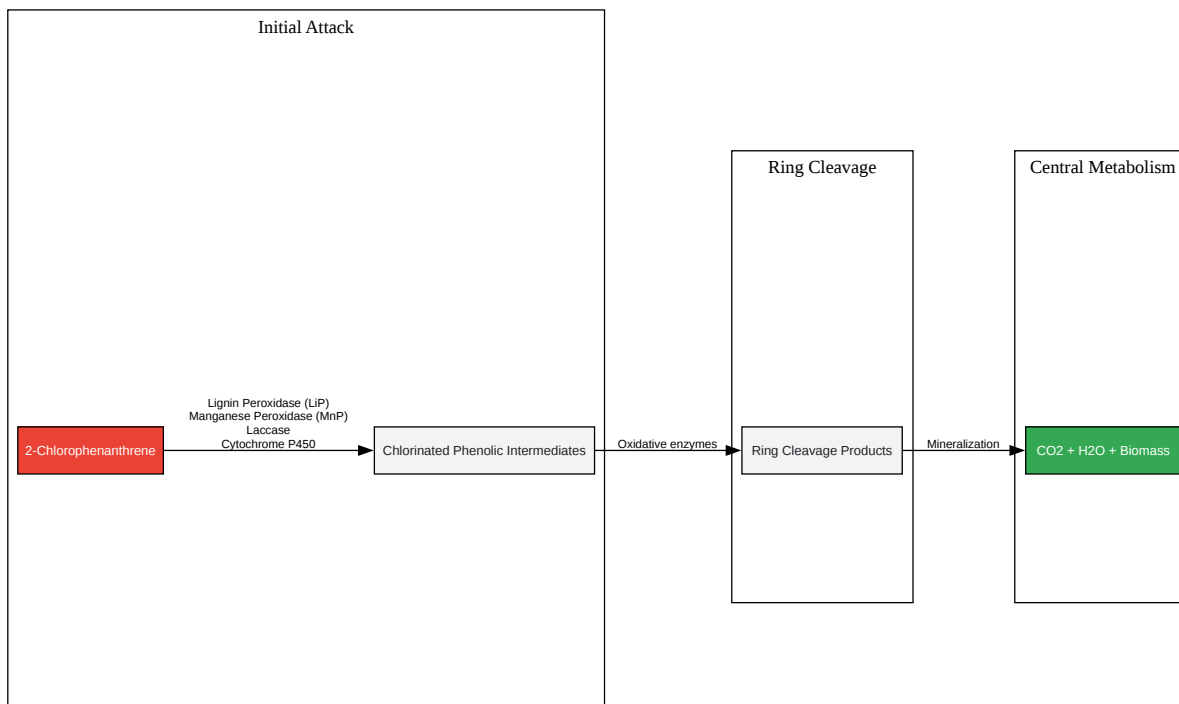 Initial Attack
Ring Cleavage
Central Metabolism
Lignin Peroxidase (LiP)
Manganese Peroxidase (MnP)
Laccase
Cytochrome P450
2-Chlorophenanthrene
Chlorinated Phenolic Intermediates
Oxidative enzymes
Ring Cleavage Products
Mineralization
CO2 + H2O + Biomass